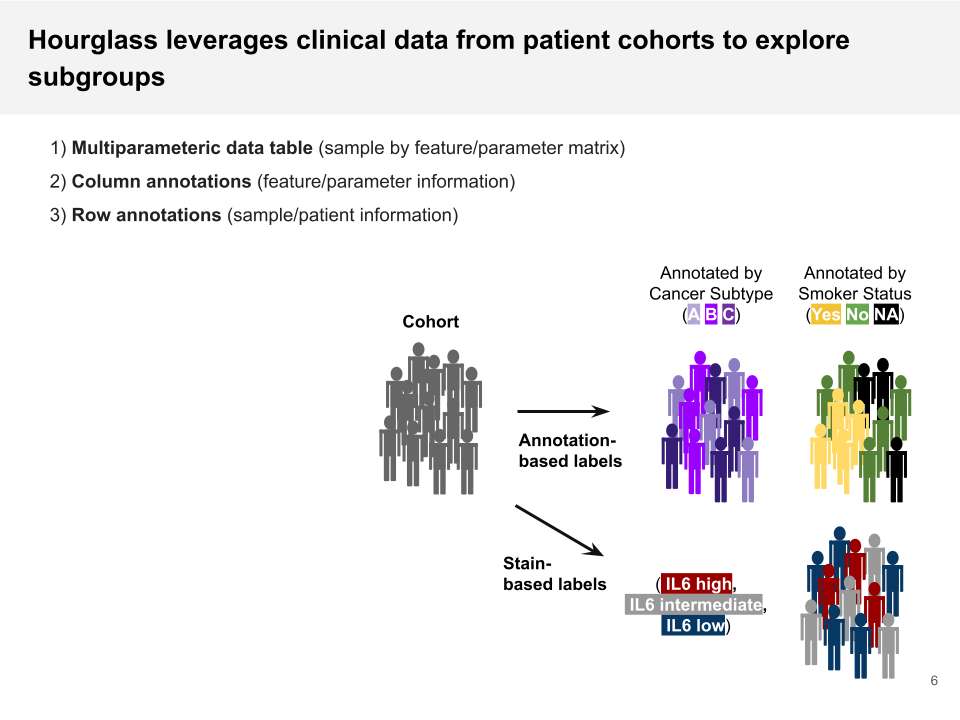 Hourglass leverages clinical data from patient cohorts to explore
subgroups
1) Multiparameteric data table (sample by feature/parameter matrix)
2) Column annotations (feature/parameter information)
3) Row annotations (sample/patient information)
Cohort
Annotation-
based labels
Stain-
based labels
Annotated by
Cancer Subtype
(A B C)
Annotated by
Smoker Status
(Yes No NA)
( IL6 high,
IL6 intermediate,
IL6 low)
6